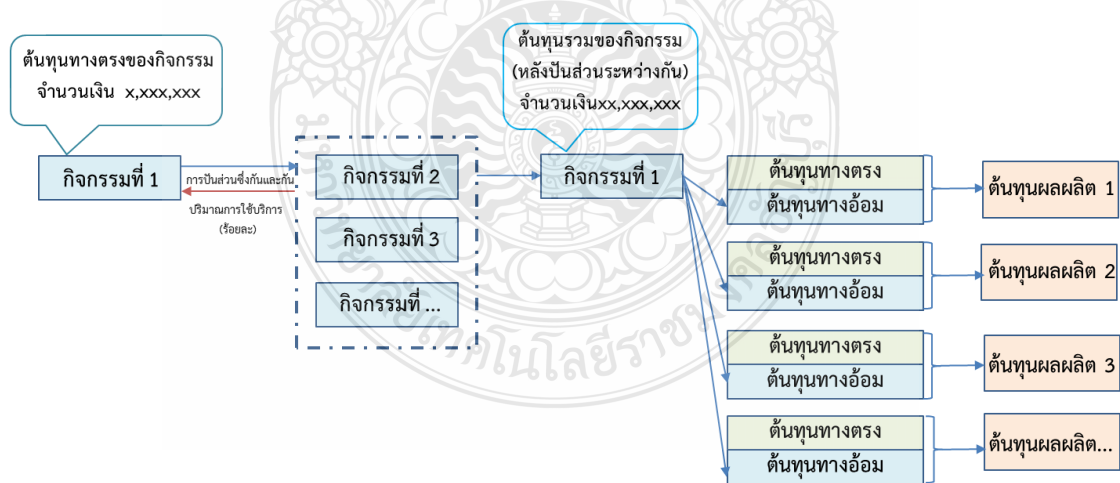 ต้นทุนทางตรงของกิจกรรม
จำนวนเงิน x,xxx,xxx
ต้นทุนรวมของกิจกรรม
(หลังปันส่วนระหว่างกัน)
จำนวนเงินxx,xxx,xxx
กิจกรรมที่ 1
การปันส่วนซึ่งกันและกัน
ปริมาณการใช้บริการ
(ร้อยละ)
กิจกรรมที่ 2
กิจกรรมที่ 3
กิจกรรมที่ ...
กิจกรรมที่ 1
ต้นทุนทางตรง
ต้นทุนทางอ้อม
ต้นทุนผลผลิต 1
ต้นทุนทางตรง
ต้นทุนทางอ้อม
ต้นทุนผลผลิต 2
ต้นทุนทางตรง
ต้นทุนทางอ้อม
ต้นทุนผลผลิต 3
ต้นทุนทางตรง
ต้นทุนทางอ้อม
ต้นทุนผลผลิต...